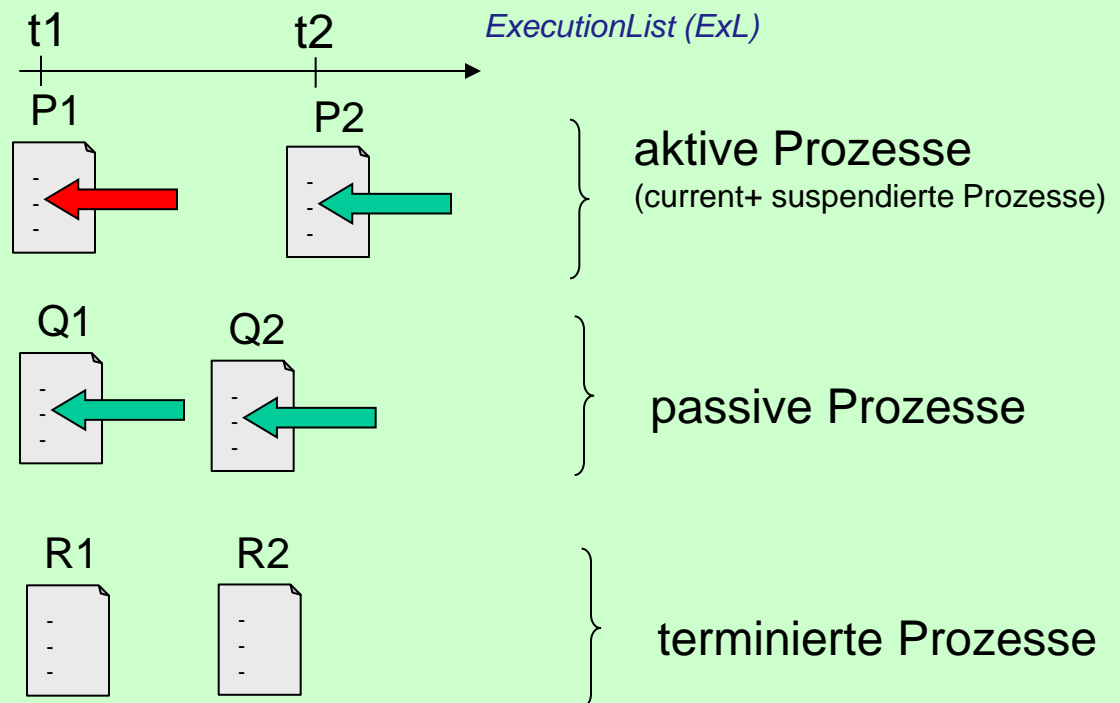 t1 t2 ExecutionList (ExL)
P1 P2
aktive Prozesse
(current+ suspendierte Prozesse)
-
-
-
-
-
-
Q1 Q2
passive Prozesse
-
-
-
-
-
-
R1 R2
terminierte Prozesse
-
-
-
-
-
-